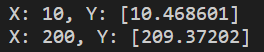 X: 10, Y: [10.468601]
X: 200, Y: [209.37202]